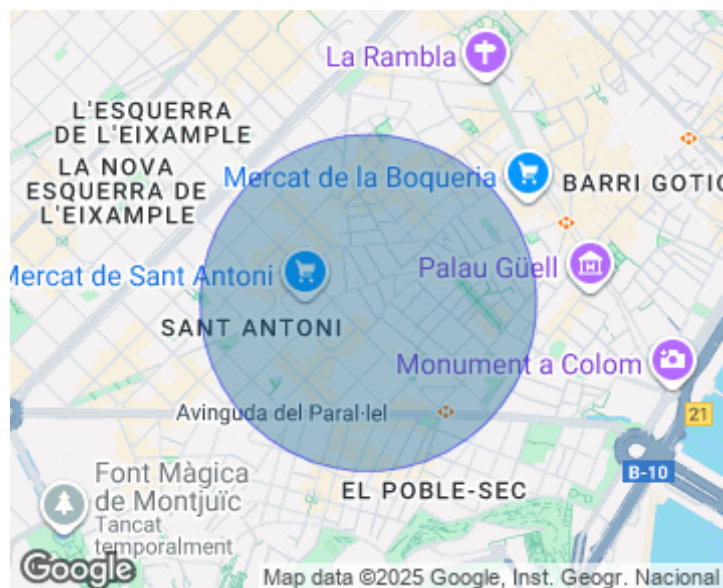 La Rambla
L'ESQUERRA
DE L'EIXAMPLE
LA NOVA
ESQUERRA DE
L'EIXAMPLE
Mercat de la Boqueria
BARRI GOTIC
Palau Güell
Mercat de Sant Antoni
SANT ANTONI
Monument a Colom
Avinguda del Paral·lel
21
B-10
Font Màgica
de Montjuïc
Tancat
temporalment
EL POBLE-SEC
Google
Map data ©2025 Google, Inst. Geogr. Nacional